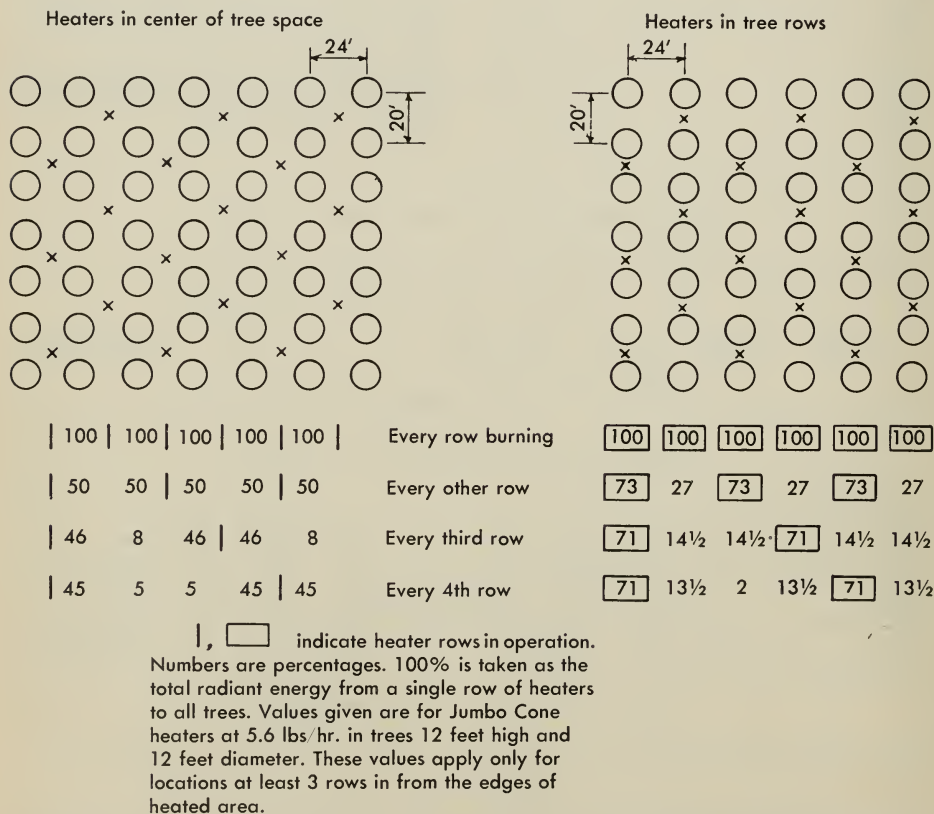 Heaters in center of tree space
24'
20'
Heaters in tree rows
24'
20'
| 100 | 100 | 100 | 100 | 100 | Every row burning 100 100 100 100 100 100
| 50 50 | 50 50 | 50 Every other row 73 27 73 27 73 27
| 46 8 46 | 46 8 Every third row 71 14½ 14½ 71 14½ 14½
| 45 5 5 45 | 45 Every 4th row 71 13½ 2 13½ 71 13½
|, indicate heater rows in operation.
Numbers are percentages. 100% is taken as the
total radiant energy from a single row of heaters
to all trees. Values given are for Jumbo Cone
heaters at 5.6 lbs/hr. in trees 12 feet high and
12 feet diameter. These values apply only for
locations at least 3 rows in from the edges of
heated area.